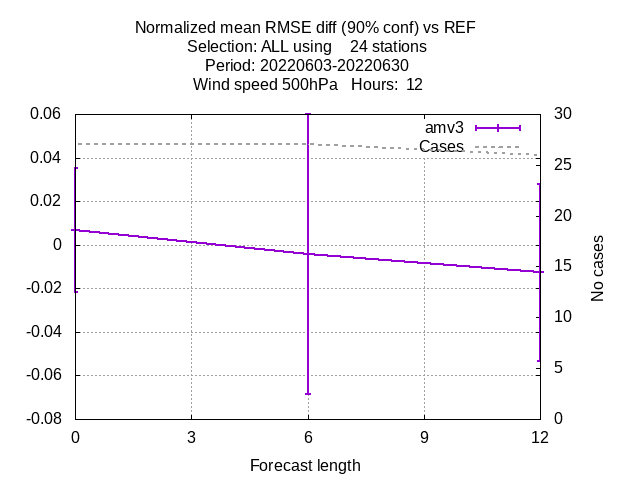 Normalized mean RMSE diff (90% conf) vs REF
Selection: ALL using    24 stations
Period: 20220603-20220630
Wind speed 500hPa   Hours:  12
0.06
0.04
0.02
0
-0.02
-0.04
-0.06
-0.08
30
25
20
15
10
5
0
amv3
Cases
No cases
0 3 6 9 12
Forecast length